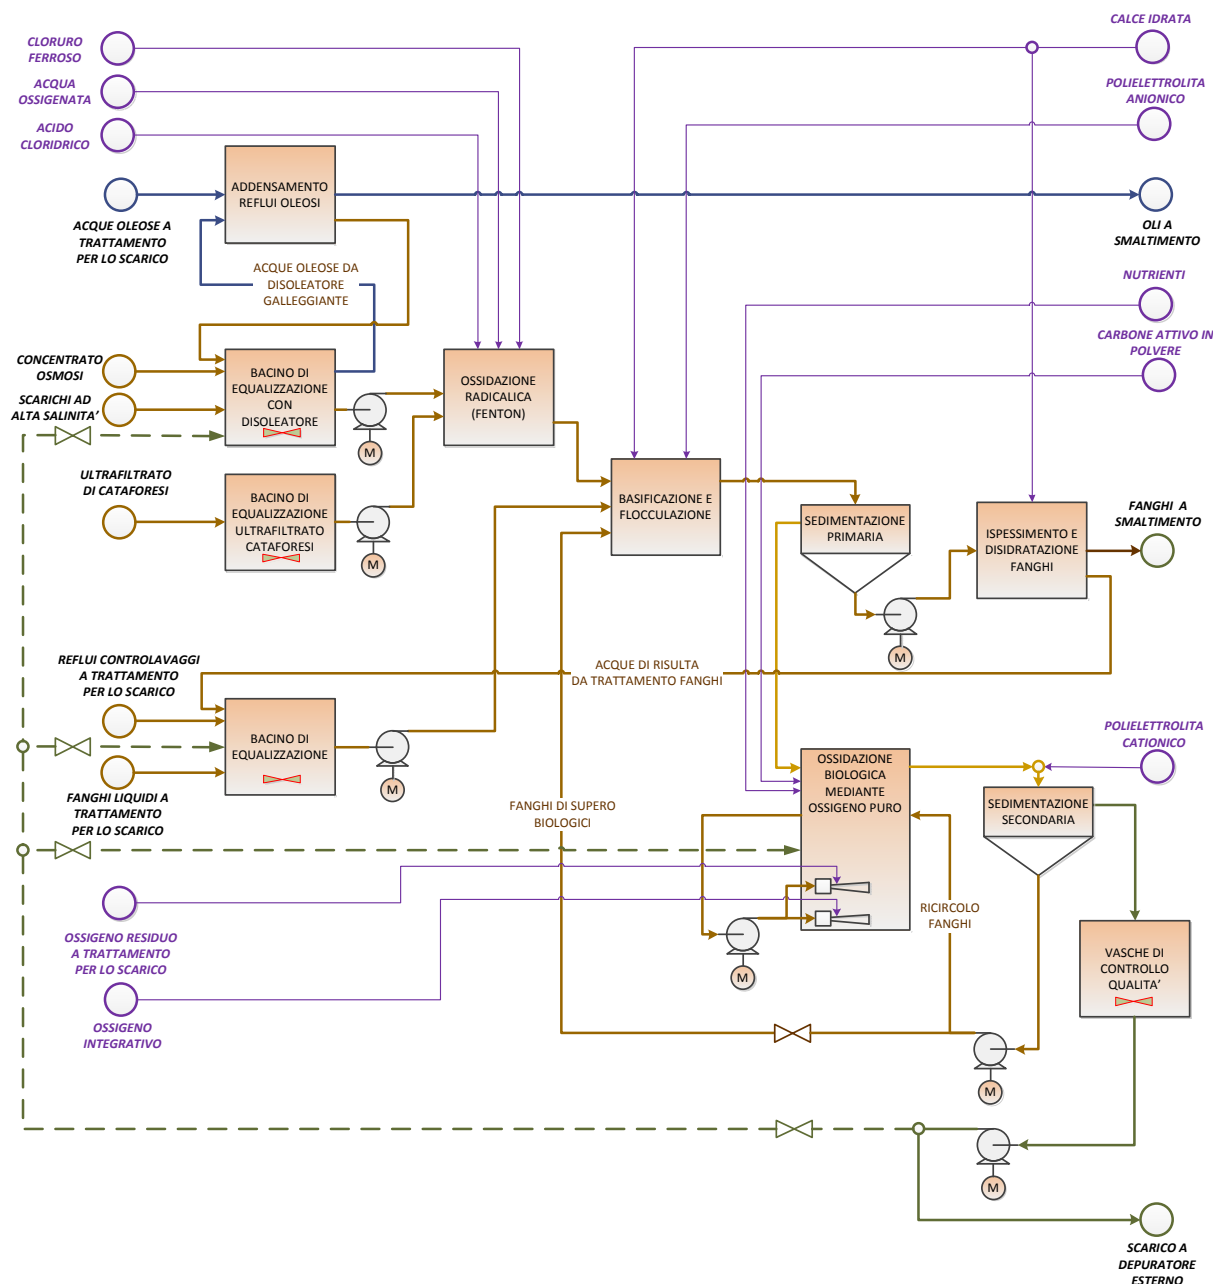 CLORURO
FERROSO
ACQUA
OSSIGENATA
ACIDO
CLORIDRICO
CALCE IDRATA
POLIELETTROLITA
ANIONICO
ADDENSAMENTO
REFLUI OLEOSI
ACQUE OLEOSE A
TRATTAMENTO
PER LO SCARICO
OLI A
SMALTIMENTO
ACQUE OLEOSE DA
DISOLEATORE
GALLEGGIANTE
NUTRIENTI
CARBONE ATTIVO IN
POLVERE
CONCENTRATO
OSMOSI
SCARICHI AD
ALTA SALINITA’
BACINO DI
EQUALIZZAZIONE
CON
DISOLEATORE
M
OSSIDAZIONE
RADICALICA
(FENTON)
ULTRAFILTRATO
DI CATAFORESI
BACINO DI
EQUALIZZAZIONE
ULTRAFILTRATO
CATAFORESI
M
BASIFICAZIONE E
FLOCCULAZIONE
SEDIMENTAZIONE
PRIMARIA
M
ISPESSIMENTO E
DISIDRATAZIONE
FANGHI
FANGHI A
SMALTIMENTO
REFLUI CONTROLAVAGGI
A TRATTAMENTO
PER LO SCARICO
ACQUE DI RISULTA
DA TRATTAMENTO FANGHI
BACINO DI
EQUALIZZAZIONE
M
FANGHI LIQUIDI A
TRATTAMENTO
PER LO SCARICO
FANGHI DI SUPERO
BIOLOGICI
OSSIDAZIONE
BIOLOGICA
MEDIANTE
OSSIGENO PURO
POLIELETTROLITA
CATIONICO
SEDIMENTAZIONE
SECONDARIA
RICIRCOLO
FANGHI
M
OSSIGENO RESIDUO
A TRATTAMENTO
PER LO SCARICO
OSSIGENO
INTEGRATIVO
VASCHE DI
CONTROLLO
QUALITA’
M
M
SCARICO A
DEPURATORE
ESTERNO